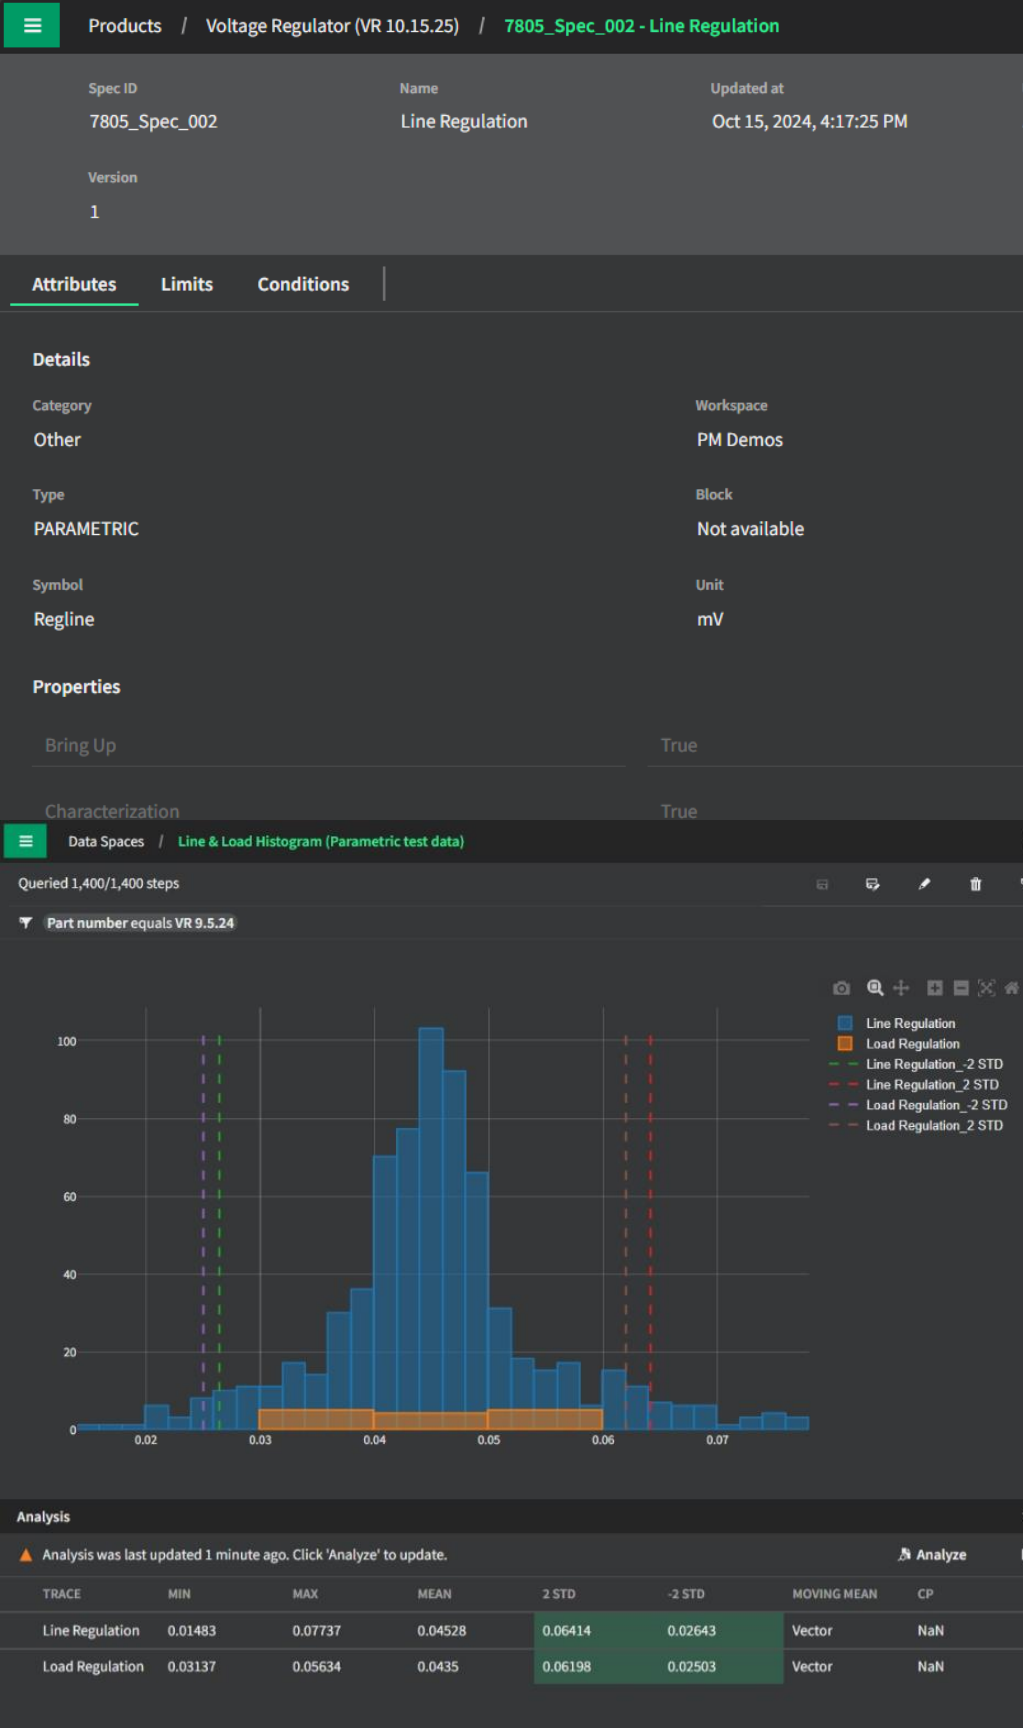 Products / Voltage Regulator (VR 10.15.25) / 7805_Spec_002 - Line Regulation
Spec ID Name Updated at
7805_Spec_002 Line Regulation Oct 15, 2024, 4:17:25 PM
Version
1
Attributes Limits Conditions
Details
Category Workspace
Other PM Demos
Type Block
PARAMETRIC Not available
Symbol Unit
Regline mV
Properties
Bring Up True
Characterization True
Data Spaces / Line & Load Histogram (Parametric test data)
Queried 1,400/1,400 steps
Part number equals VR 9.5.24
Line Regulation
Load Regulation
Line Regulation_-2 STD
Line Regulation_2 STD
Load Regulation_-2 STD
Load Regulation_2 STD
100
80
60
40
20
0
0.02 0.03 0.04 0.05 0.06 0.07
Analysis
Analysis was last updated 1 minute ago. Click 'Analyze' to update. Analyze
TRACE MIN MAX MEAN 2 STD -2 STD MOVING MEAN CP
Line Regulation 0.01483 0.07737 0.04528 0.06414 0.02643 Vector NaN
Load Regulation 0.03137 0.05634 0.0435 0.06198 0.02503 Vector NaN